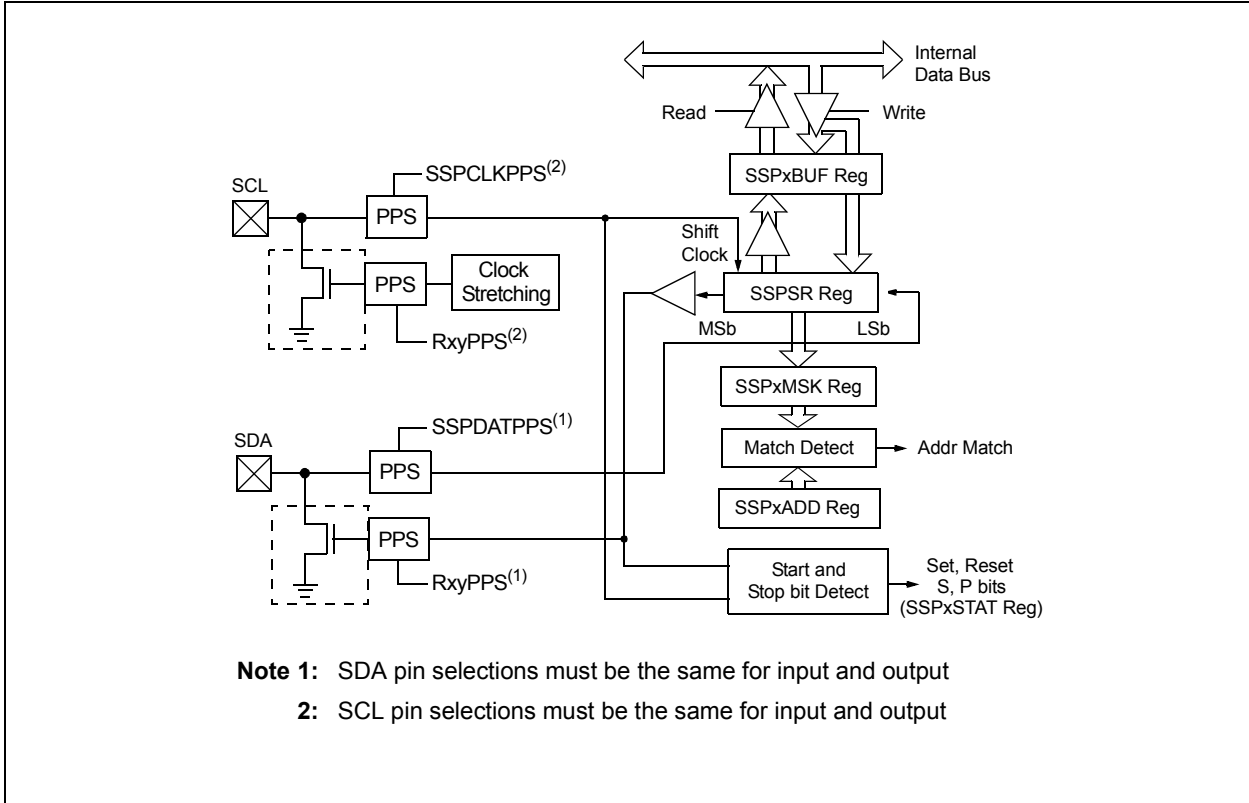 Internal
Data Bus
Read
Write
SSPCLKPPS(2)
SSPxBUF Reg
SCL
PPS
Shift
Clock
PPS
Clock
Stretching
SSPSR Reg
MSb
LSb
RxyPPS(2)
SSPxMSK Reg
SSPDATPPS(1)
SDA
PPS
Match Detect
Addr Match
SSPxADD Reg
PPS
RxyPPS(1)
Start and
Stop bit Detect
Set, Reset
S, P bits
(SSPxSTAT Reg)
Note 1: SDA pin selections must be the same for input and output
2: SCL pin selections must be the same for input and output